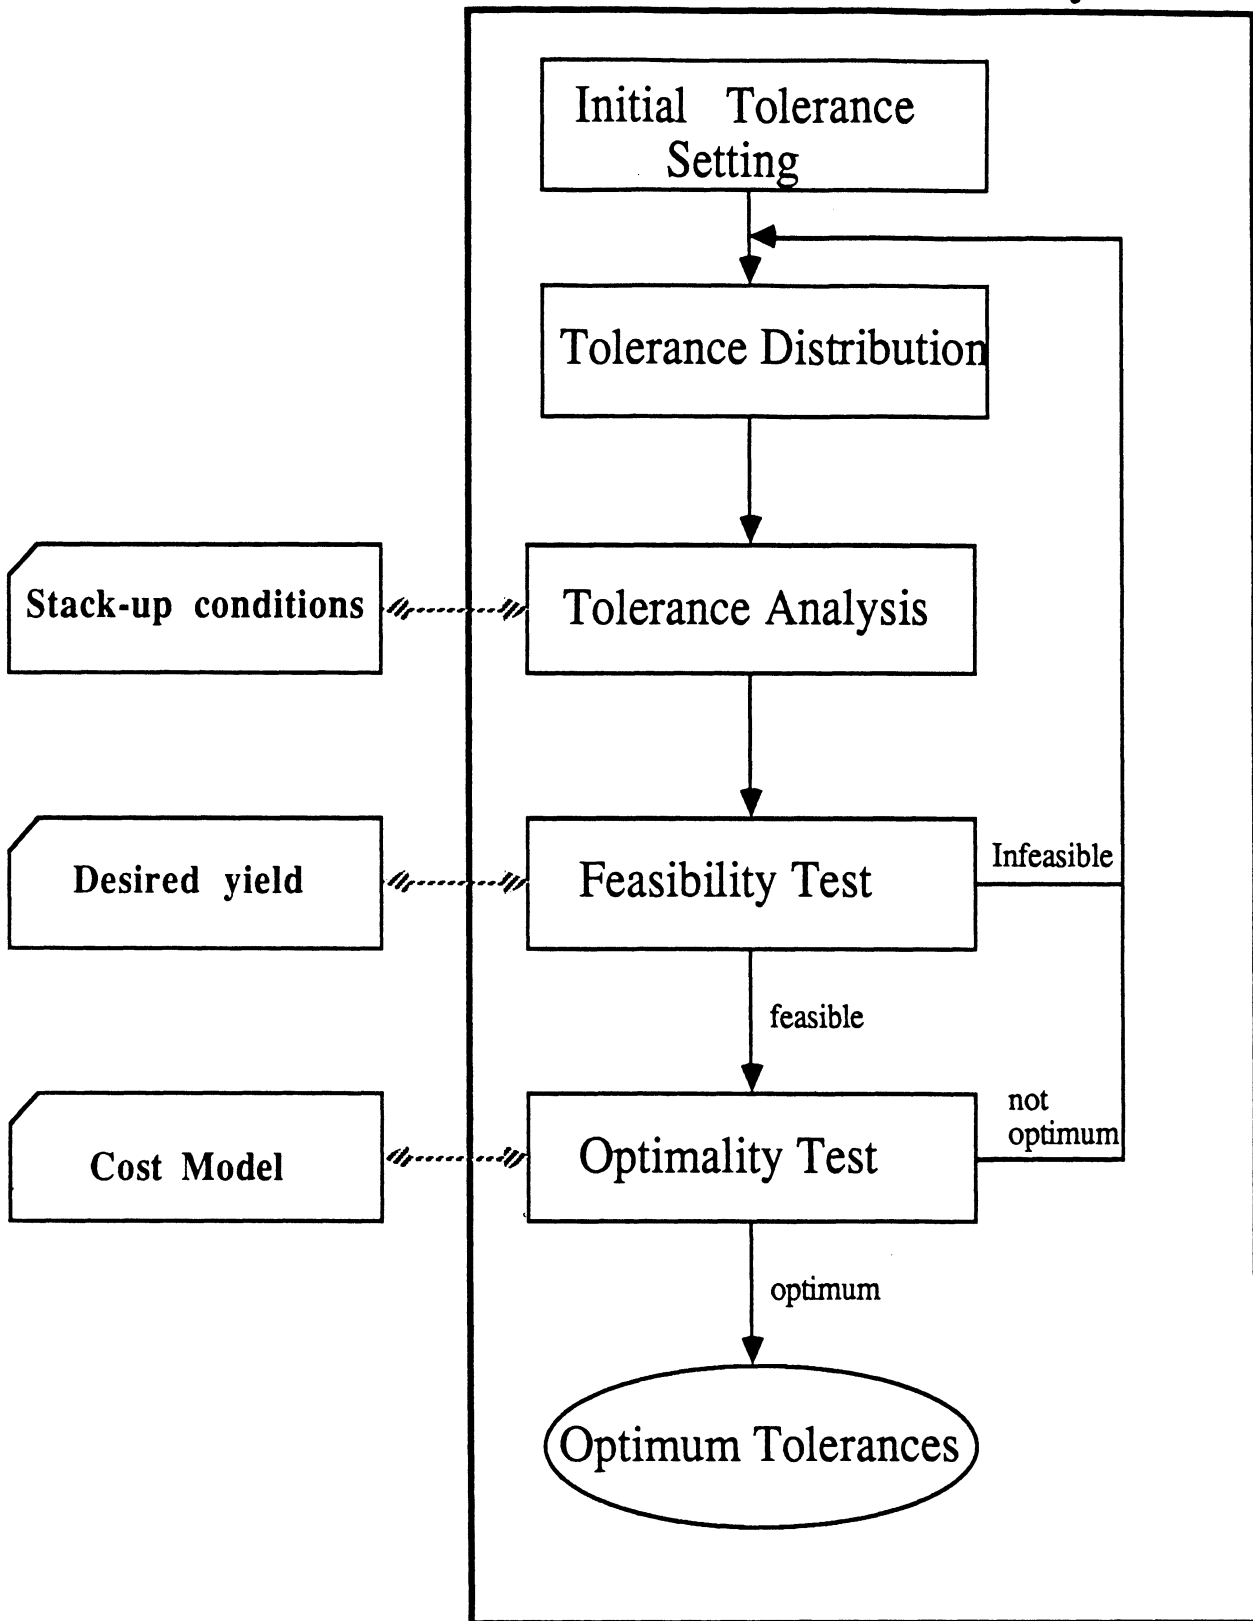 Initial Tolerance
Setting
Tolerance Distribution
Stack-up conditions
Tolerance Analysis
Desired yield
Feasibility Test
Infeasible
feasible
Cost Model
Optimality Test
not
optimum
optimum
Optimum Tolerances